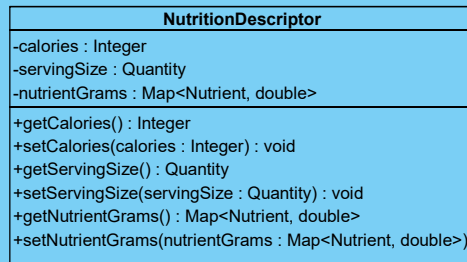 NutritionDescriptor
-calories : Integer
-servingSize : Quantity
-nutrientGrams : Map<Nutrient, double>
+getCalories() : Integer
+setCalories(calories : Integer) : void
+getServingSize() : Quantity
+setServingSize(servingSize : Quantity) : void
+getNutrientGrams() : Map<Nutrient, double>
+setNutrientGrams(nutrientGrams : Map<Nutrient, double>)